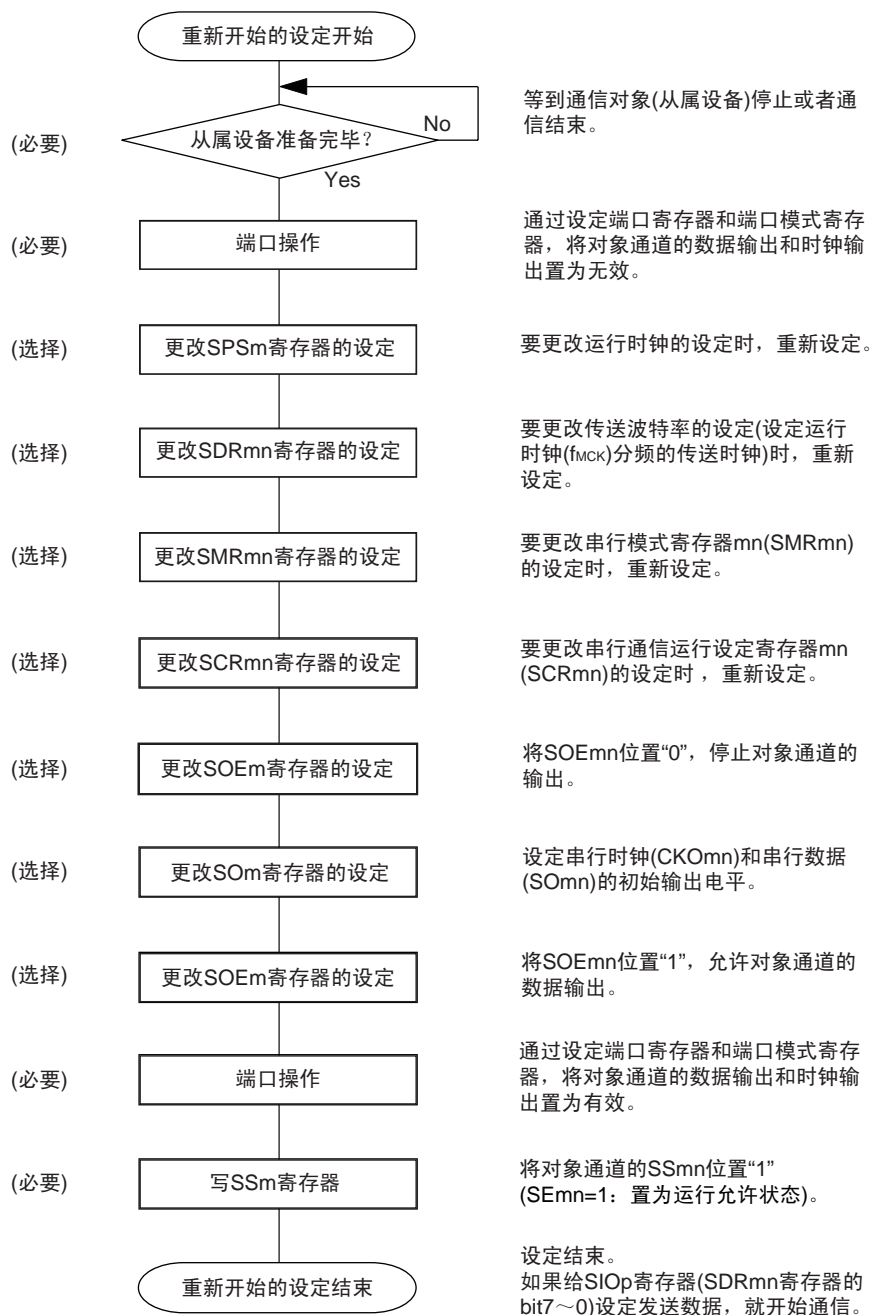 重新开始的设定开始
等到通信对象(从属设备)停止或者通
信结束。
(必要)
从属设备准备完毕？
No
Yes
(必要)
端口操作
通过设定端口寄存器和端口模式寄存
器，将对象通道的数据输出和时钟输
出置为无效。
(选择)
更改SPSm寄存器的设定
要更改运行时钟的设定时，重新设定。
(选择)
更改SDRmn寄存器的设定
要更改传送波特率的设定(设定运行
时钟(fMCK)分频的传送时钟)时，重新
设定。
(选择)
更改SMRmn寄存器的设定
要更改串行模式寄存器mn(SMRmn)
的设定时，重新设定。
(选择)
更改SCRmn寄存器的设定
要更改串行通信运行设定寄存器mn
(SCRmn)的设定时 ，重新设定。
(选择)
更改SOEm寄存器的设定
将SOEmn位置“0”，停止对象通道的
输出。
(选择)
更改SOm寄存器的设定
设定串行时钟(CKOmn)和串行数据
(SOmn)的初始输出电平。
(选择)
更改SOEm寄存器的设定
将SOEmn位置“1”，允许对象通道的
数据输出。
(必要)
端口操作
通过设定端口寄存器和端口模式寄存
器，将对象通道的数据输出和时钟输
出置为有效。
(必要)
写SSm寄存器
将对象通道的SSmn位置“1”
(SEmn=1：置为运行允许状态)。
重新开始的设定结束
设定结束。
如果给SIOp寄存器(SDRmn寄存器的
bit7～0)设定发送数据，就开始通信。